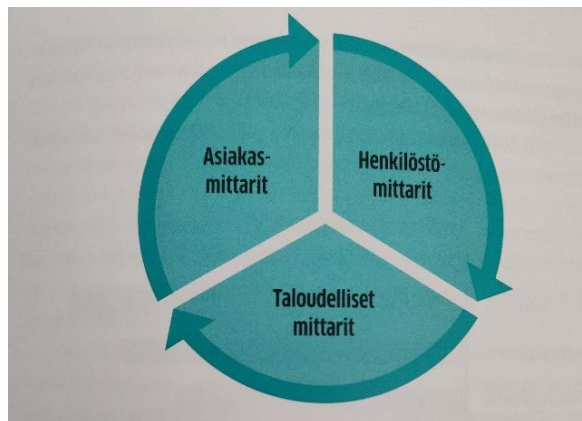 Asiakas-
mittarit
Henkilöstö-
mittarit
Taloudelliset
mittarit